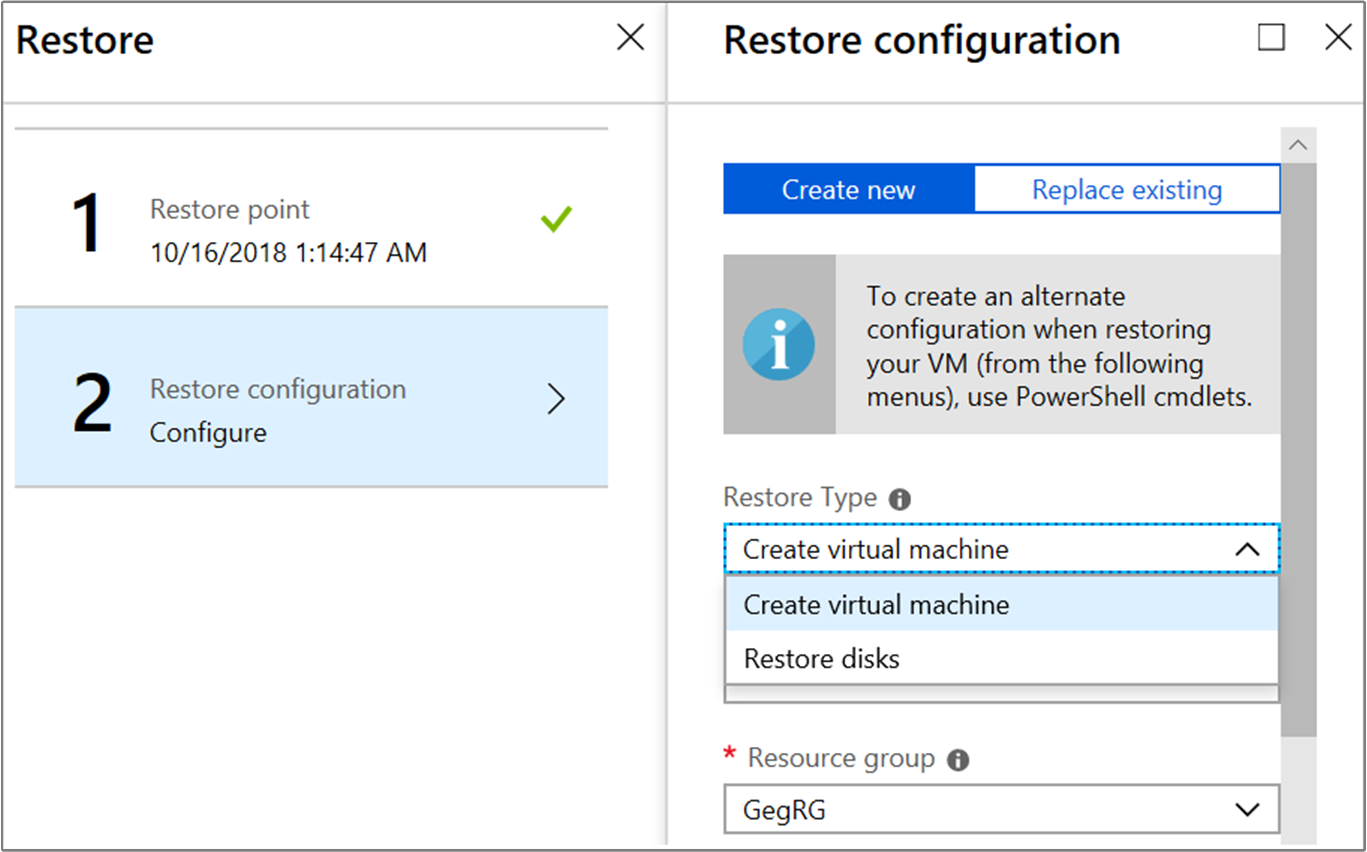 Restore
1
Restore point
10/16/2018 1:14:47 AM
2
Restore configuration
Configure
Restore configuration
Create new
Replace existing
To create an alternate
configuration when restoring
your VM (from the following
menus), use PowerShell cmdlets.
Restore Type
Create virtual machine
Create virtual machine
Restore disks
* Resource group
GegRG